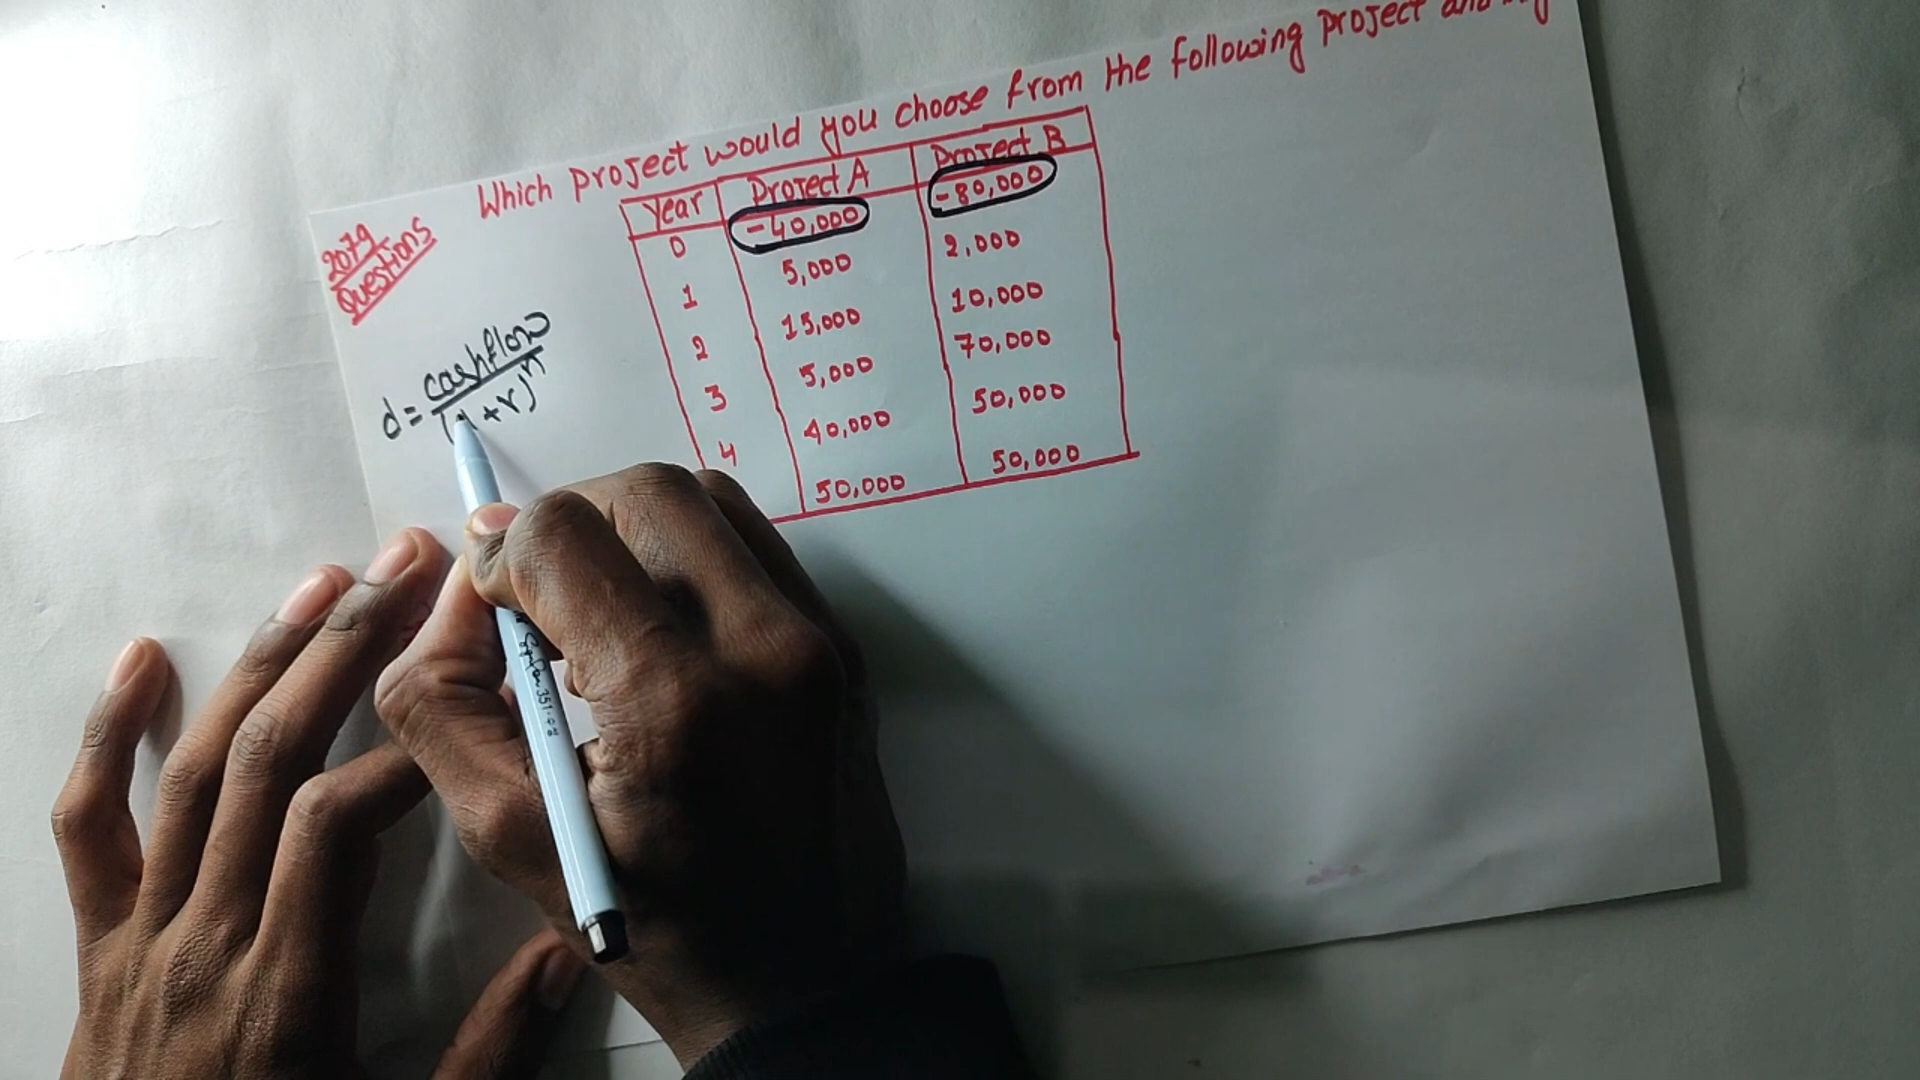 Which project would you choose from the following project and
2079
Questions
Year Project A Project B
0 -40,000 -80,000
1 5,000 2,000
2 15,000 10,000
3 5,000 70,000
4 40,000 50,000
50,000 50,000
d = cashflow
(1+r)^n
351